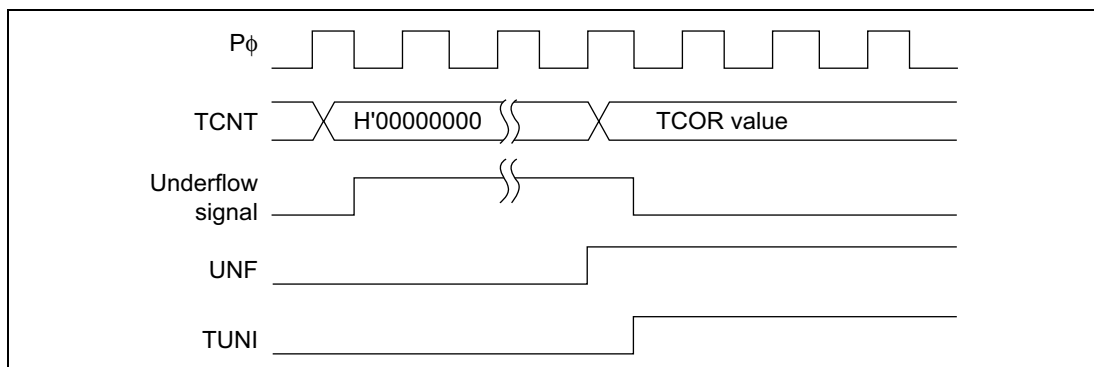 Pϕ
TCNT
H'00000000
TCOR value
Underflow
signal
UNF
TUNI